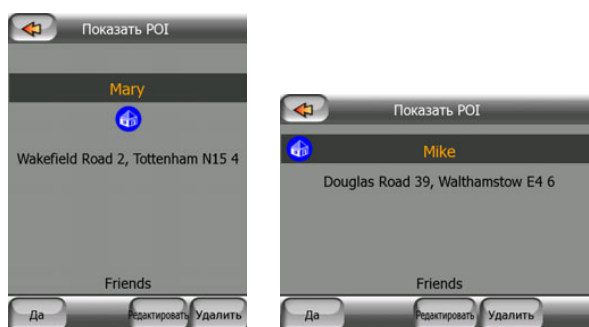 Показать POI
Mary
Wakefield Road 2, Tottenham N15 4
Friends
Да Редактировать Удалить
Показать POI
Mike
Douglas Road 39, Walthamstow E4 6
Friends
Да Редактировать Удалить